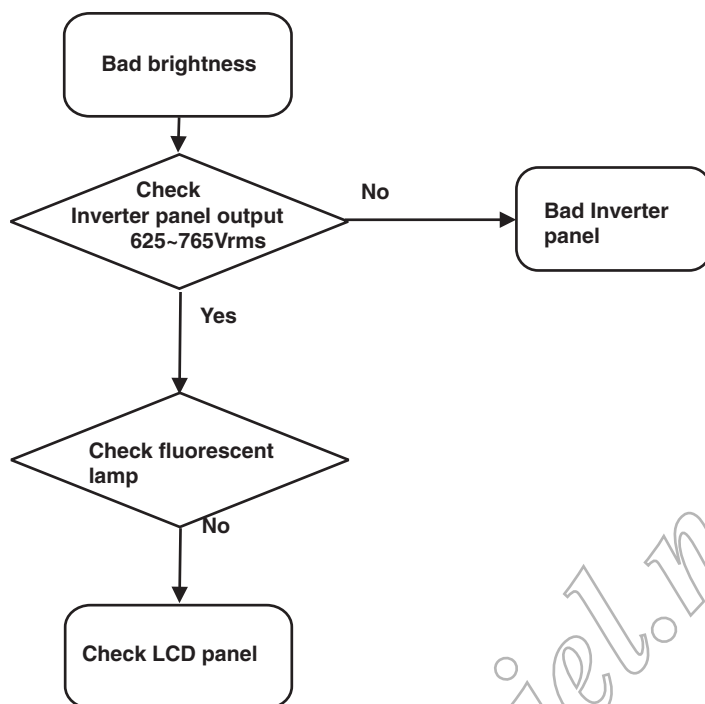 Bad brightness
Check
Inverter panel output
625~765Vrms
No
Bad Inverter
panel
Yes
Check fluorescent
lamp
No
Check LCD panel